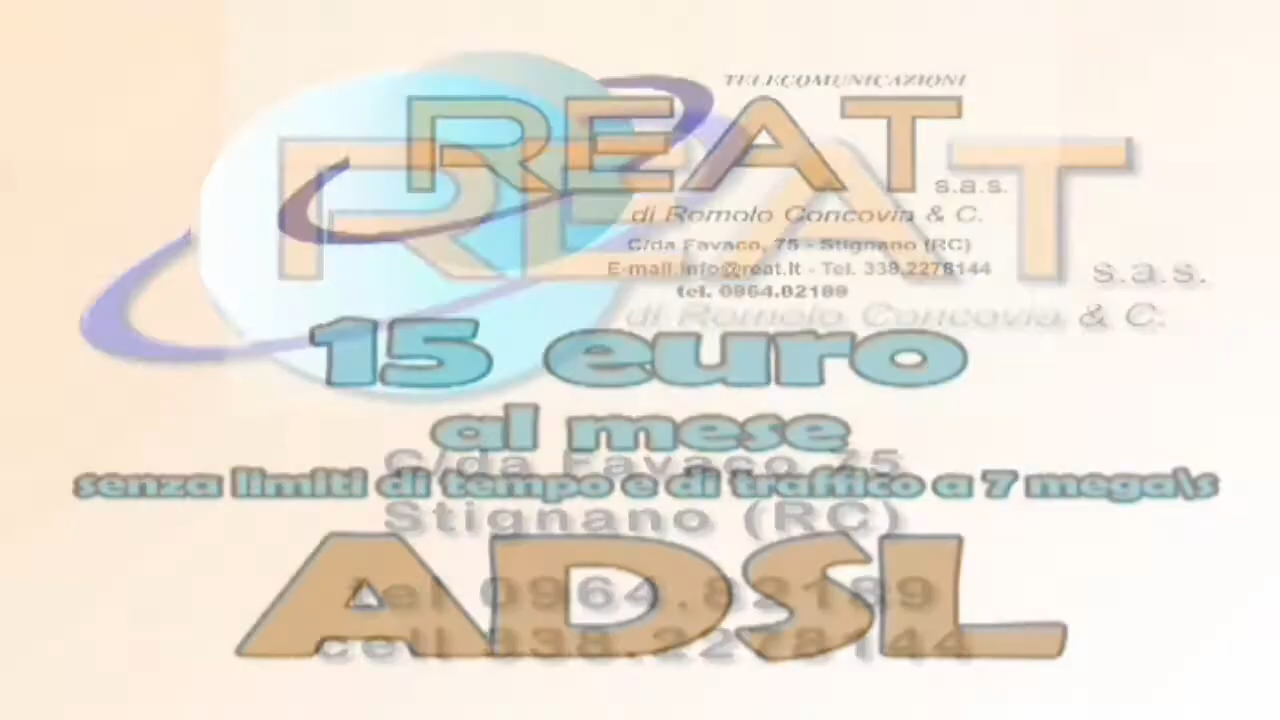 TELECOMUNICAZIONI
REAT
s.a.s.
di Romolo Concovia & C.
C/da Favaco, 75 - Stignano (RC)
E-mail.info@reat.it - Tel. 338.2278144
tel. 0964.82189
REAT
s.a.s.
di Romolo Concovia & C.
15 euro
al mese
C/da Favaco 75
senza limiti di tempo e di traffico a 7 mega\s
Stignano (RC)
ADSL
tel 0964.82189
cell 338.2278144